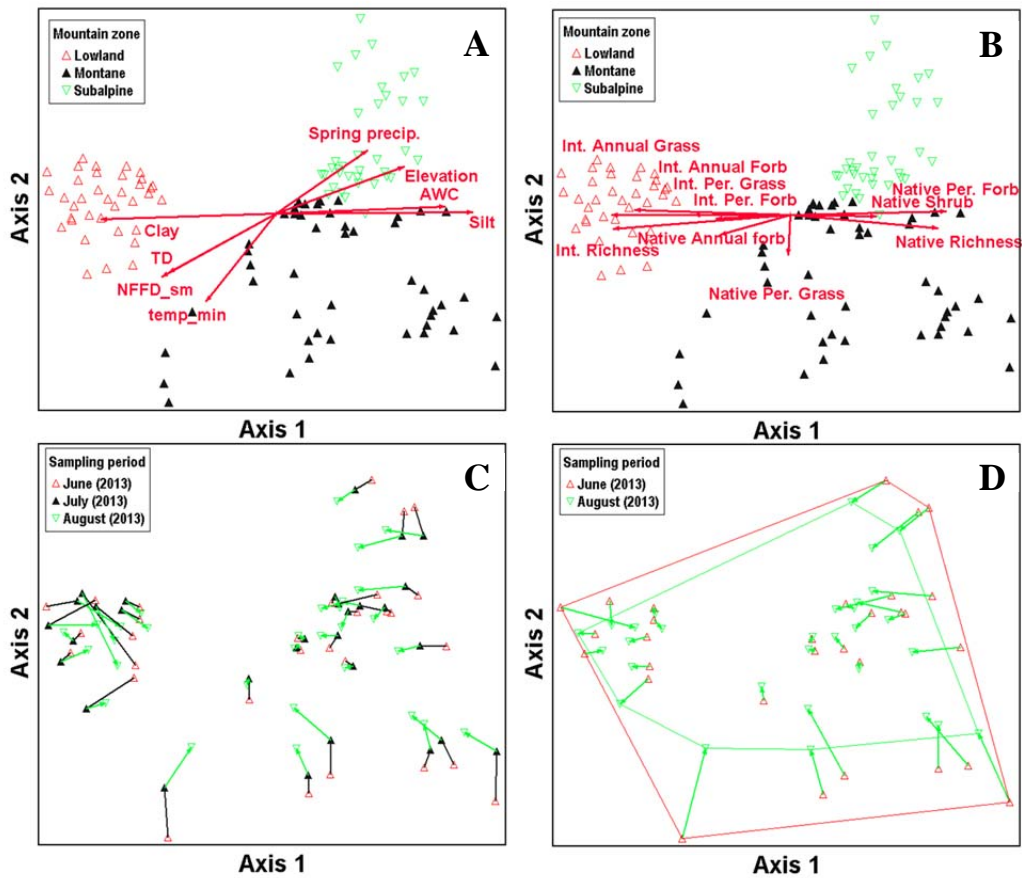 Mountain zone
Lowland
Montane
Subalpine
A
Spring precip.
Elevation
AWC
Silt
Clay
TD
NFFD_sm
temp_min
Axis 2
Axis 1
Mountain zone
Lowland
Montane
Subalpine
B
Int. Annual Grass
Int. Annual Forb
Int. Per. Grass
Int. Per. Forb
Native Per. Forb
Native Shrub
Int. Richness
Native Annual forb
Native Richness
Native Per. Grass
Axis 2
Axis 1
Sampling period
June (2013)
July (2013)
August (2013)
C
Axis 2
Axis 1
Sampling period
June (2013)
August (2013)
D
Axis 2
Axis 1